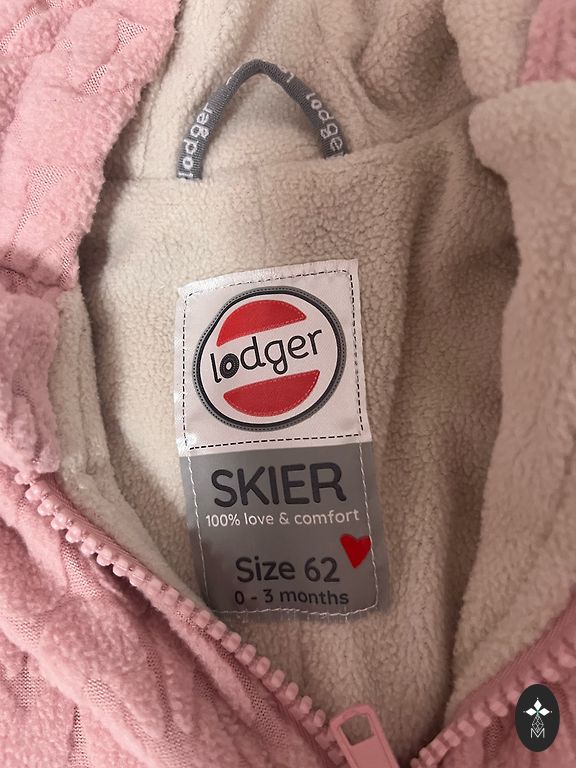 lodger
lodger
lodger
SKIER
100% love & comfort
Size 62
0 - 3 months
M